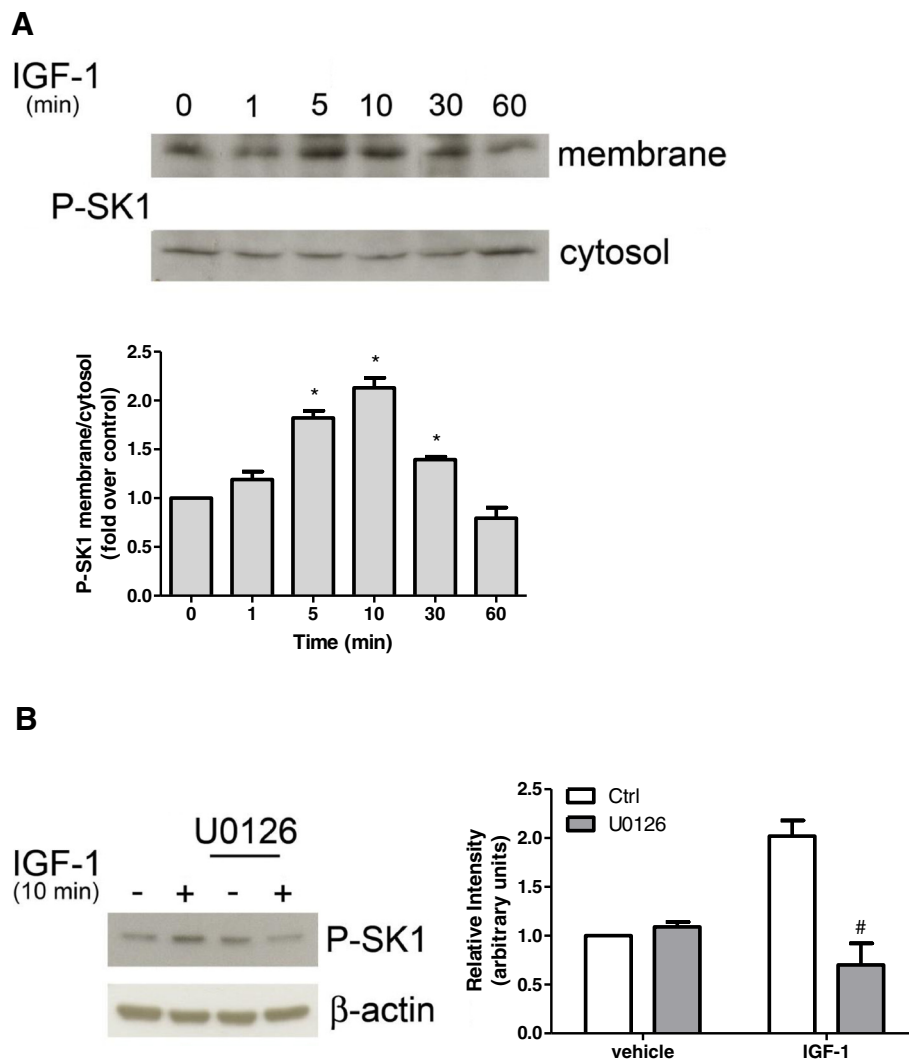 A
IGF-1
(min)
0 1 5 10 30 60
membrane
P-SK1
cytosol
P-SK1 membrane/cytosol
(fold over control)
2.5
2.0
1.5
1.0
0.5
0.0
* * *
0 1 5 10 30 60
Time (min)
B
U0126
IGF-1
(10 min)
- + - +
P-SK1
β-actin
Relative Intensity
(arbitrary units)
2.5
2.0
1.5
1.0
0.5
0.0
Ctrl
U0126
#
vehicle IGF-1